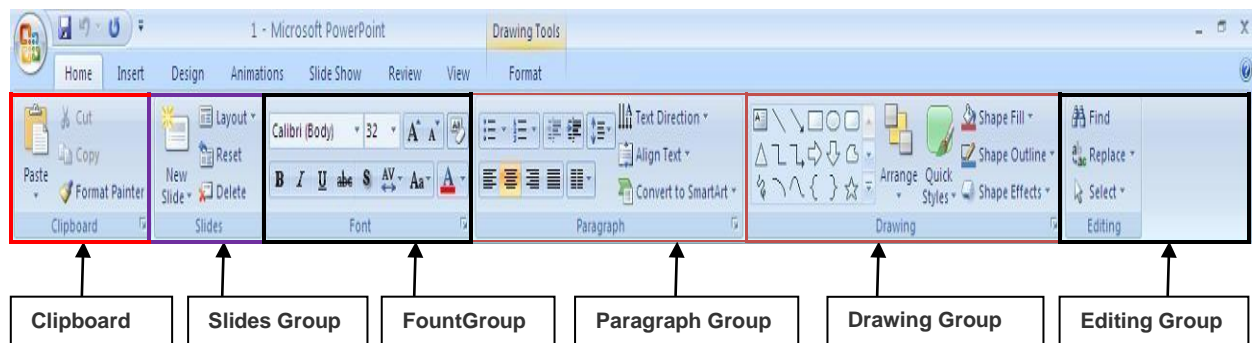 1 - Microsoft PowerPoint
Drawing Tools
Home Insert Design Animations Slide Show Review View Format
Cut
Copy
Format Painter
Paste
Clipboard
New
Slide
Layout
Reset
Delete
Slides
Calibri (Body) 32 A A
B I U abc S AV Aa A
Font
Text Direction
Align Text
Convert to SmartArt
Paragraph
Arrange
Quick
Styles
Shape Fill
Shape Outline
Shape Effects
Drawing
Find
Replace
Select
Editing
Clipboard
Slides Group
FountGroup
Paragraph Group
Drawing Group
Editing Group